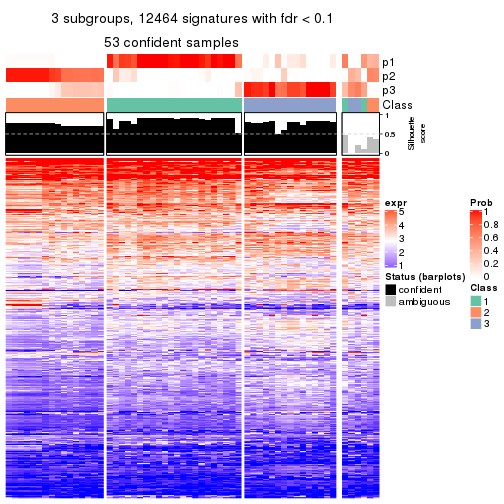 3 subgroups, 12464 signatures with fdr < 0.1
53 confident samples
p1
p2
p3
Class
1
0.5
0
Silhouette
score
expr
5
4
3
2
1
Status (barplots)
confident
ambiguous
Prob
1
0.8
0.6
0.4
0.2
0
Class
1
2
3